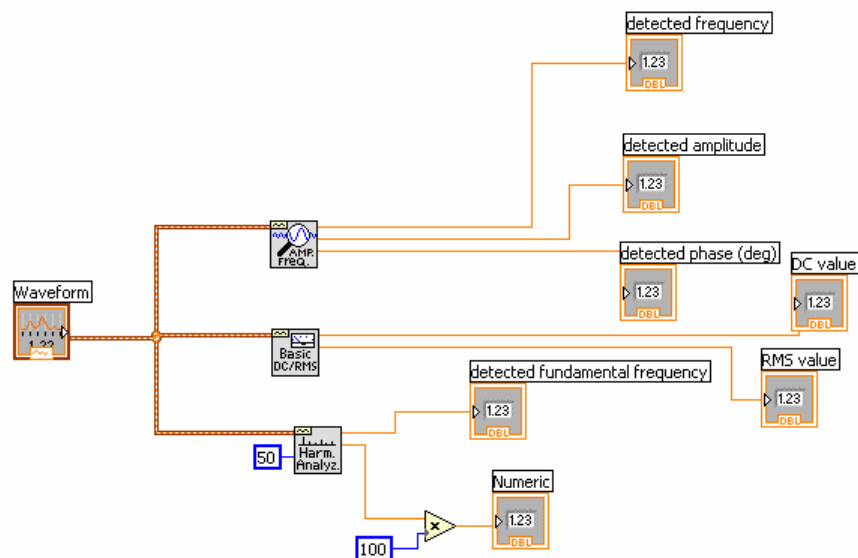 detected frequency
1.23
DBL
detected amplitude
1.23
DBL
AMP.
FREQ.
detected phase (deg)
1.23
DBL
DC value
1.23
DBL
Waveform
1.23
Basic
DC/RMS
RMS value
1.23
DBL
detected fundamental frequency
1.23
DBL
50
Harm.
Analyz.
Numeric
1.23
DBL
100
x